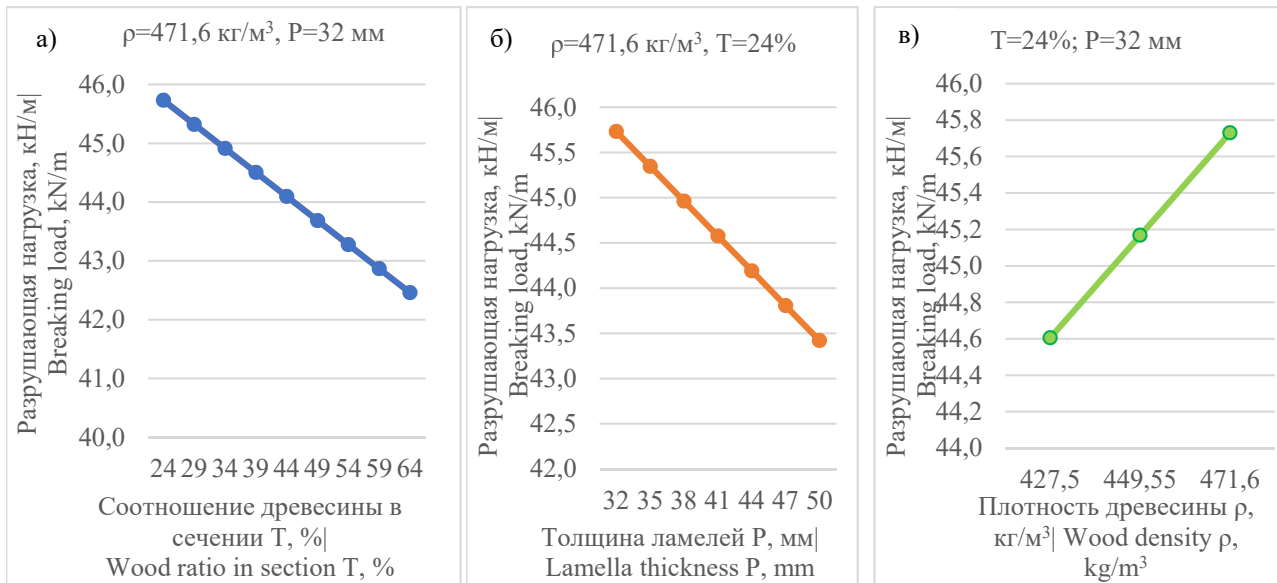 а)
ρ=471,6 кг/м³, P=32 мм
Разрушающая нагрузка, кН/м|
Breaking load, kN/m
46,0
45,0
44,0
43,0
42,0
41,0
40,0
24 29 34 39 44 49 54 59 64
Соотношение древесины в
сечении T, %|
Wood ratio in section T, %
б)
ρ=471,6 кг/м³, T=24%
Разрушающая нагрузка, кН/м|
Breaking load, kN/m
46,0
45,5
45,0
44,5
44,0
43,5
43,0
42,5
42,0
32 35 38 41 44 47 50
Толщина ламелей P, мм|
Lamella thickness P, mm
в)
T=24%; P=32 мм
Разрушающая нагрузка, кН/м|
Breaking load, kN/m
46,0
45,8
45,6
45,4
45,2
45,0
44,8
44,6
44,4
44,2
44,0
427,5 449,55 471,6
Плотность древесины ρ,
кг/м³| Wood density ρ,
kg/m³